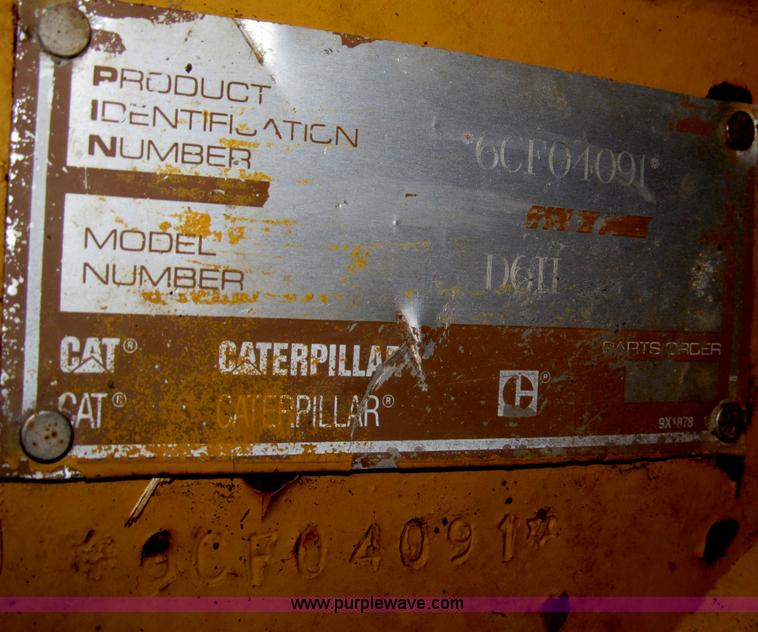 PRODUCT
IDENTIFICATION
NUMBER
*6CF04091*
MODEL
NUMBER
D6H
CAT® CATERPILLAR
PARTS ORDER
CAT® CATERPILLAR®
9X1878
*6CF04091*
www.purplewave.com